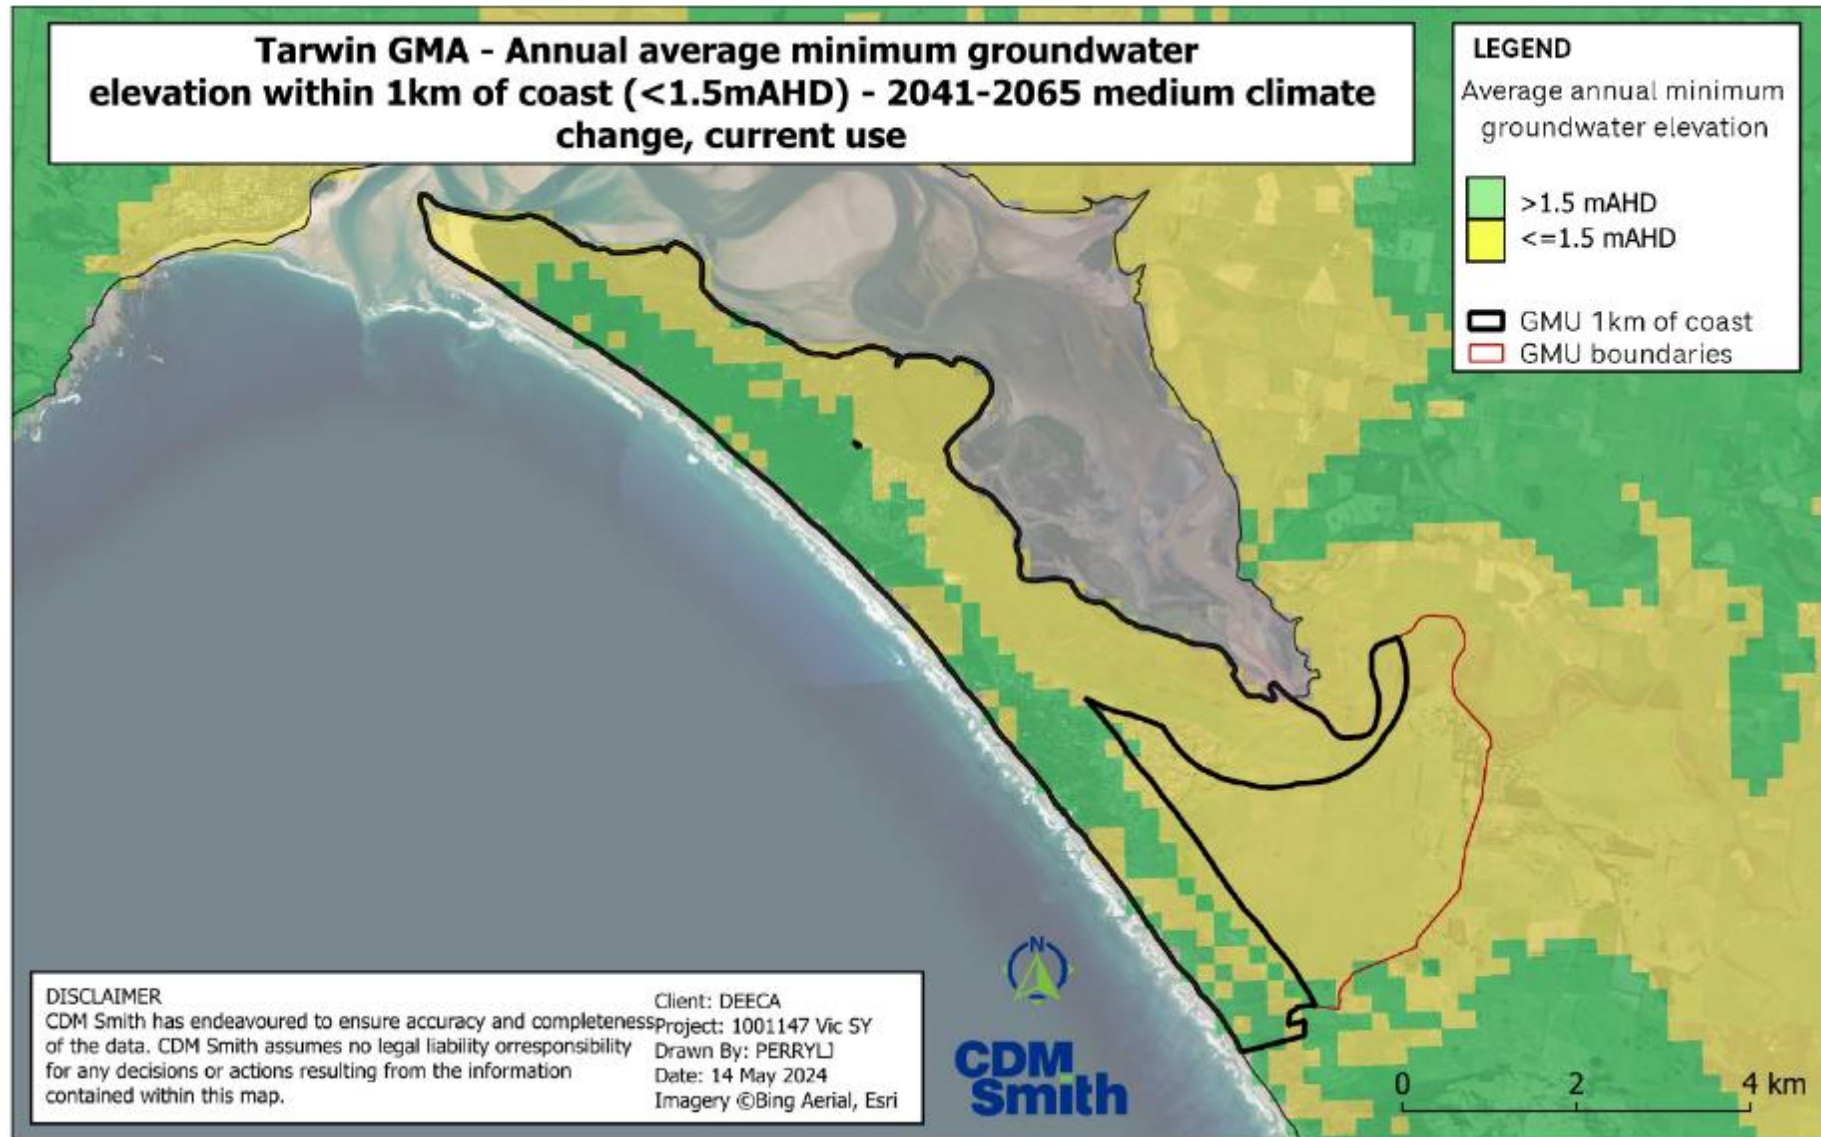 Tarwin GMA - Annual average minimum groundwater
elevation within 1km of coast (<1.5mAHD) - 2041-2065 medium climate
change, current use
LEGEND
Average annual minimum
groundwater elevation
>1.5 mAHD
<=1.5 mAHD
GMU 1km of coast
GMU boundaries
DISCLAIMER
CDM Smith has endeavoured to ensure accuracy and completeness
of the data. CDM Smith assumes no legal liability orresponsibility
for any decisions or actions resulting from the information
contained within this map.
Client: DEECA
Project: 1001147 Vic SY
Drawn By: PERRYLJ
Date: 14 May 2024
Imagery ©Bing Aerial, Esri
N
CDM
Smith
0 2 4 km